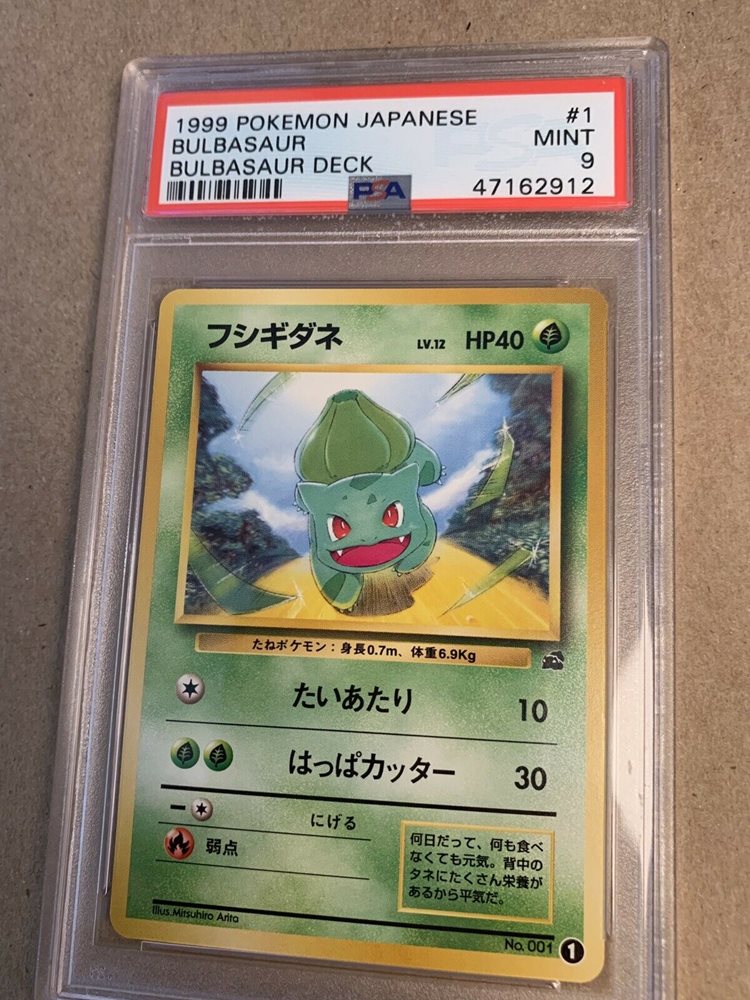 1999 POKEMON JAPANESE #1
BULBASAUR MINT
BULBASAUR DECK 9
PSA 47162912
フシギダネ LV.12 HP40
たねポケモン：身長0.7m、体重6.9Kg
たいあたり 10
はっぱカッター 30
にげる
弱点
何日だって、何も食べ
なくても元気。背中の
タネにたくさん栄養が
あるから平気だ。
Illus.Mitsuhiro Arita
No. 001 1